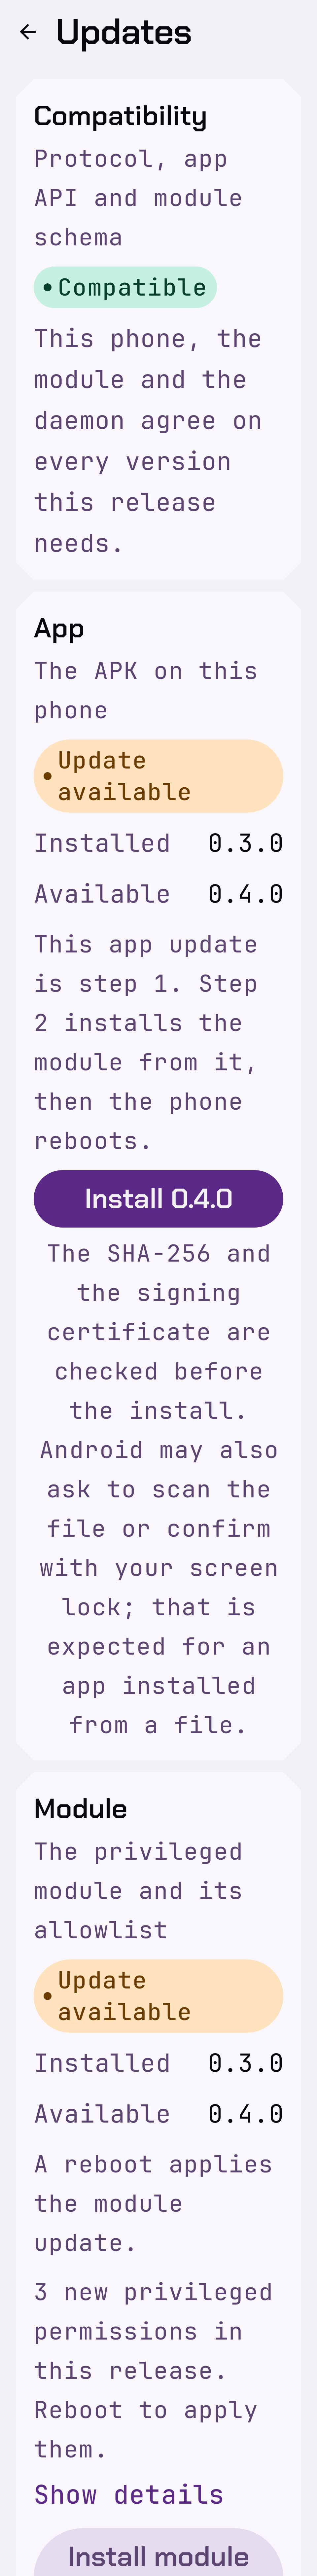 Updates
Compatibility
Protocol, app
API and module
schema
Compatible
This phone, the
module and the
daemon agree on
every version
this release
needs.
App
The APK on this
phone
Update
available
Installed 0.3.0
Available 0.4.0
This app update
is step 1. Step
2 installs the
module from it,
then the phone
reboots.
Install 0.4.0
The SHA-256 and
the signing
certificate are
checked before
the install.
Android may also
ask to scan the
file or confirm
with your screen
lock; that is
expected for an
app installed
from a file.
Module
The privileged
module and its
allowlist
Update
available
Installed 0.3.0
Available 0.4.0
A reboot applies
the module
update.
3 new privileged
permissions in
this release.
Reboot to apply
them.
Show details
Install module